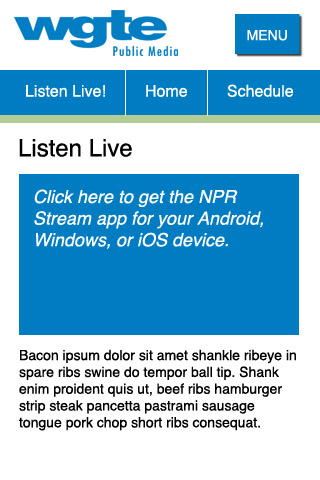 wgte
Public Media
MENU
Listen Live! Home Schedule
Listen Live
Click here to get the NPR
Stream app for your Android,
Windows, or iOS device.
Bacon ipsum dolor sit amet shankle ribeye in
spare ribs swine do tempor ball tip. Shank
enim proident quis ut, beef ribs hamburger
strip steak pancetta pastrami sausage
tongue pork chop short ribs consequat.